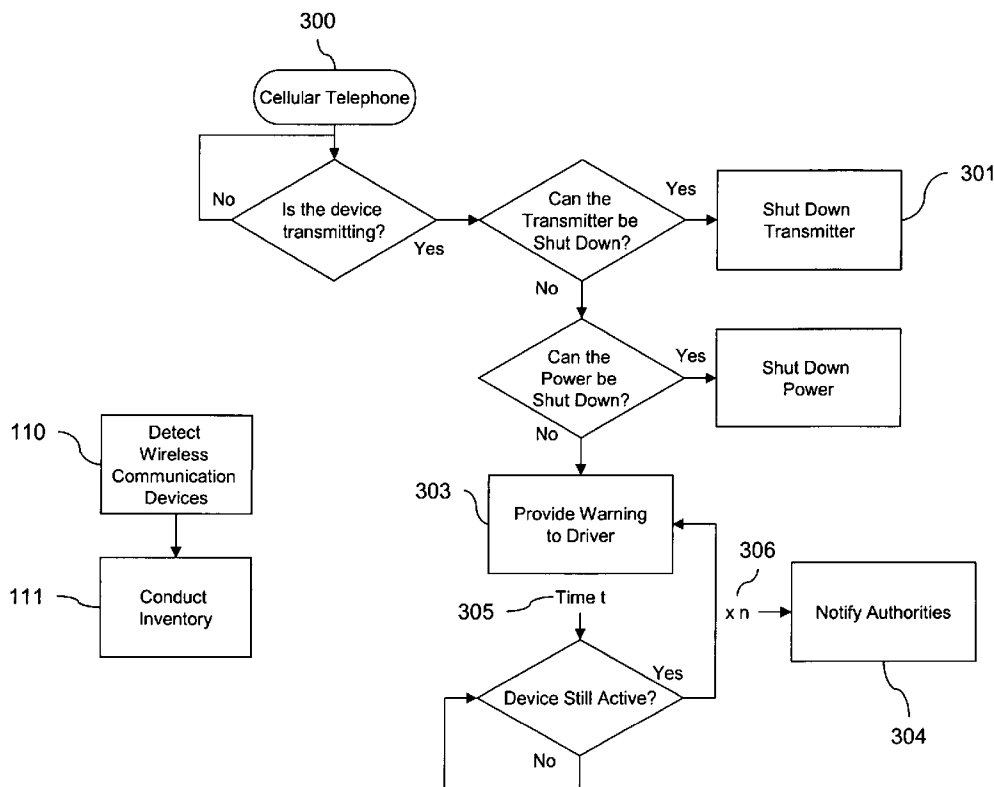 300
Cellular Telephone
No
Is the device
transmitting?
Yes
Can the
Transmitter be
Shut Down?
Yes
Shut Down
Transmitter
301
No
Can the
Power be
Shut Down?
Yes
Shut Down
Power
No
110
Detect
Wireless
Communication
Devices
111
Conduct
Inventory
303
Provide Warning
to Driver
305
Time t
306
x n
Notify Authorities
304
Device Still Active?
Yes
No